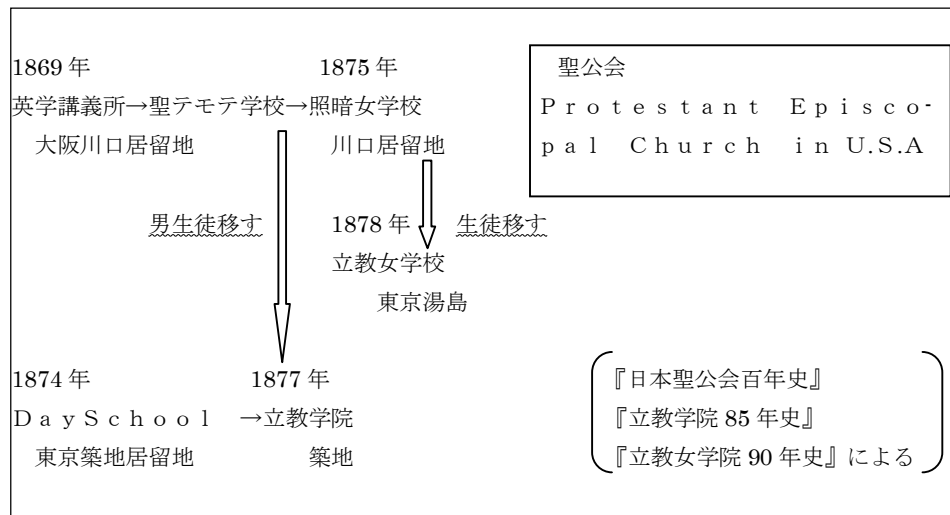 1869年 1875年
英学講義所→聖テモテ学校→照暗女学校
大阪川口居留地 川口居留地
聖公会
Ｐｒｏｔｅｓｔａｎｔ Ｅｐｉｓｃｏ-
ｐａｌ Ｃｈｕｒｃｈ ｉｎ U.S.A
男生徒移す
1878年 生徒移す
立教女学校
東京湯島
1874年 1877年
ＤａｙＳｃｈｏｏｌ →立教学院
東京築地居留地 築地
『日本聖公会百年史』
『立教学院85年史』
『立教女学院90年史』による